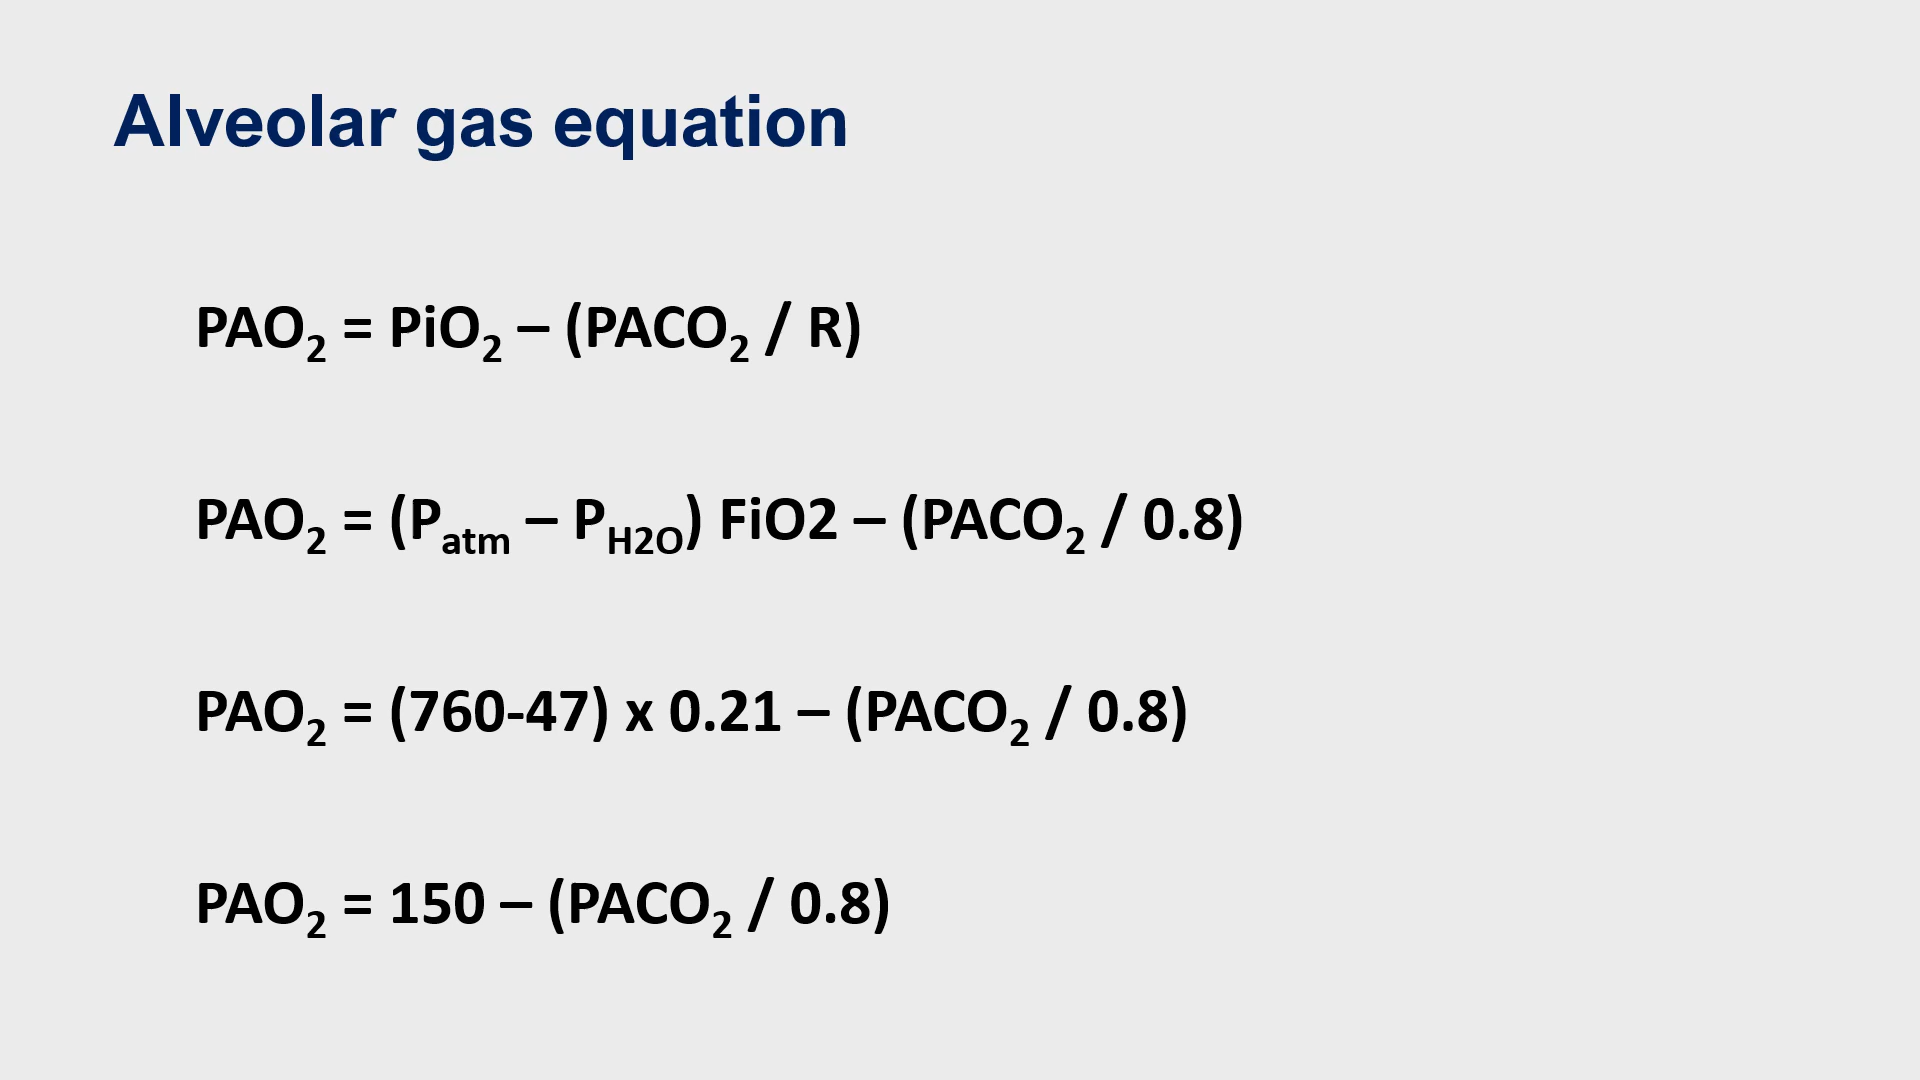 Alveolar gas equation
PAO₂ = PiO₂ – (PACO₂ / R)
PAO₂ = (Pₐₜₘ – P_H2O) FiO2 – (PACO₂ / 0.8)
PAO₂ = (760-47) x 0.21 – (PACO₂ / 0.8)
PAO₂ = 150 – (PACO₂ / 0.8)